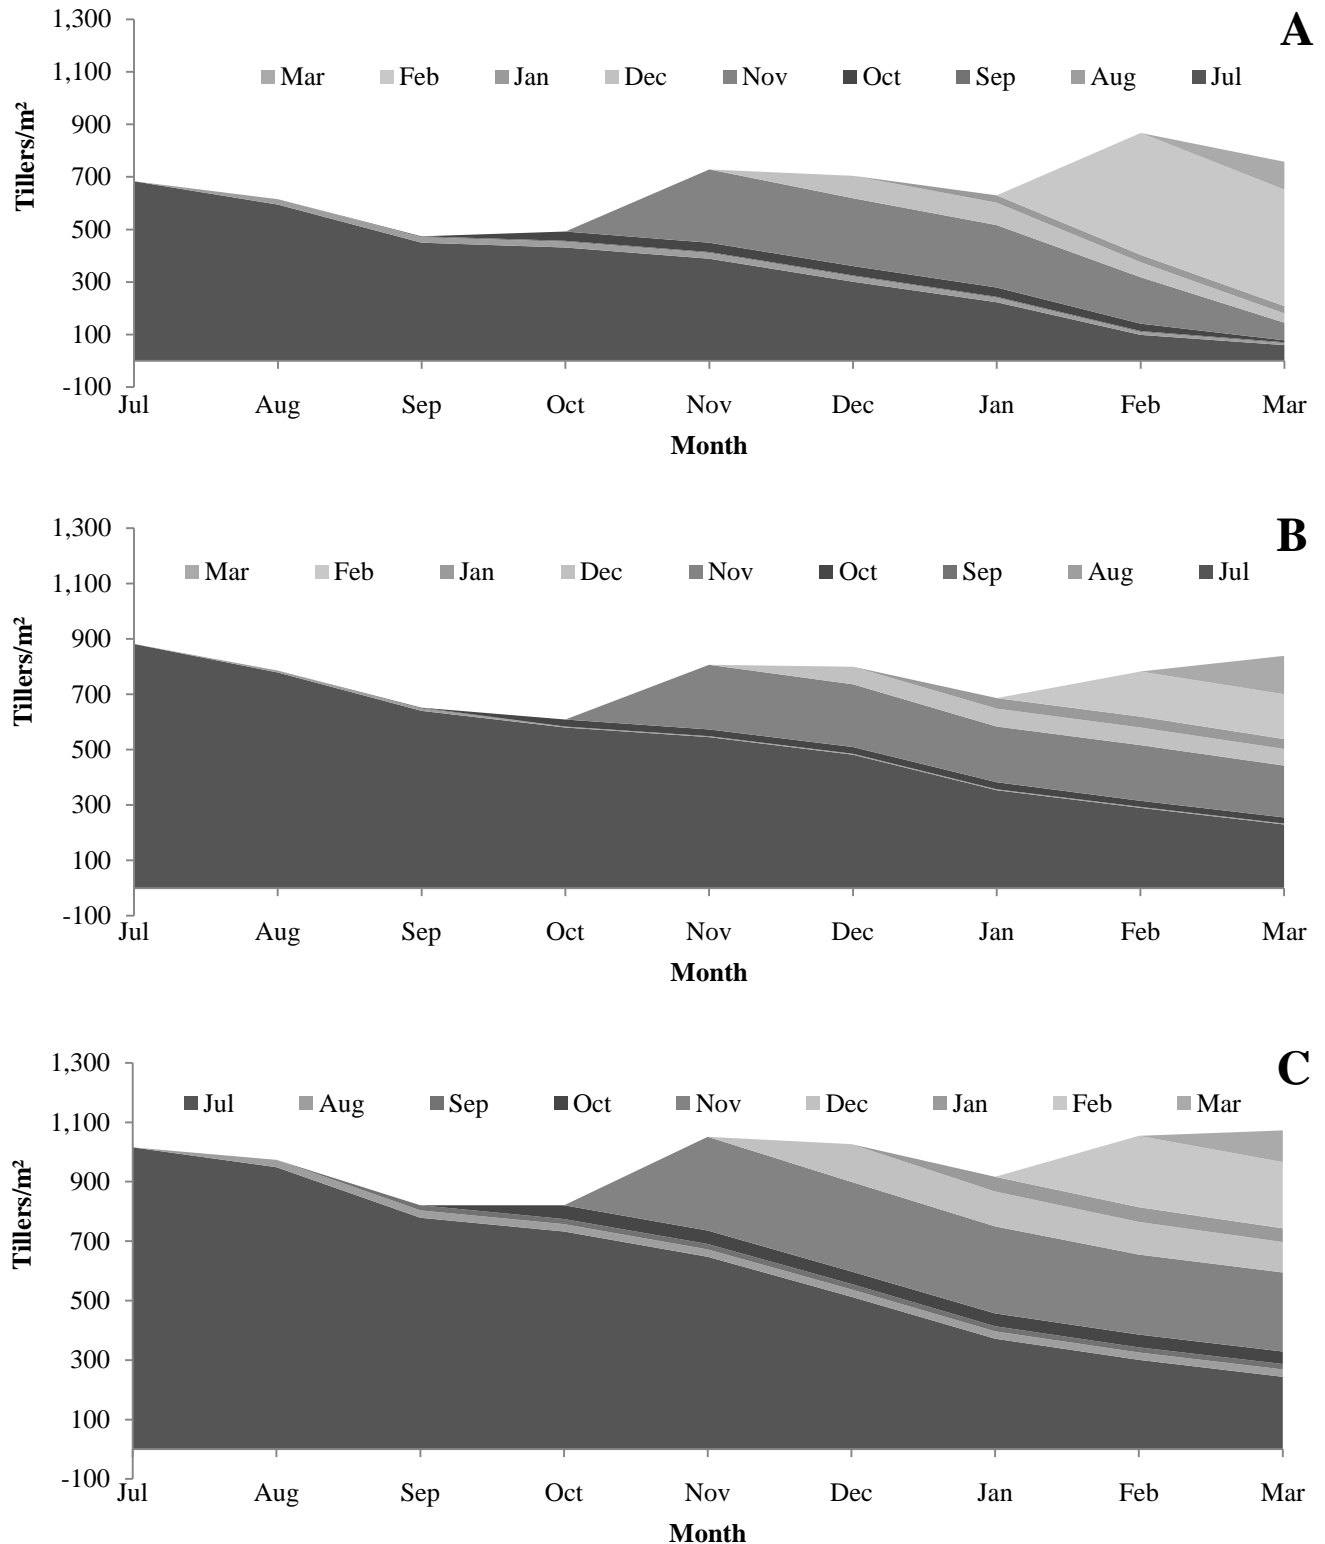 A
1,300
1,100
900
700
500
300
100
-100
Tillers/m²
Mar Feb Jan Dec Nov Oct Sep Aug Jul
Jul Aug Sep Oct Nov Dec Jan Feb Mar
Month
B
1,300
1,100
900
700
500
300
100
-100
Tillers/m²
Mar Feb Jan Dec Nov Oct Sep Aug Jul
Jul Aug Sep Oct Nov Dec Jan Feb Mar
Month
C
1,300
1,100
900
700
500
300
100
-100
Tillers/m²
Jul Aug Sep Oct Nov Dec Jan Feb Mar
Jul Aug Sep Oct Nov Dec Jan Feb Mar
Month